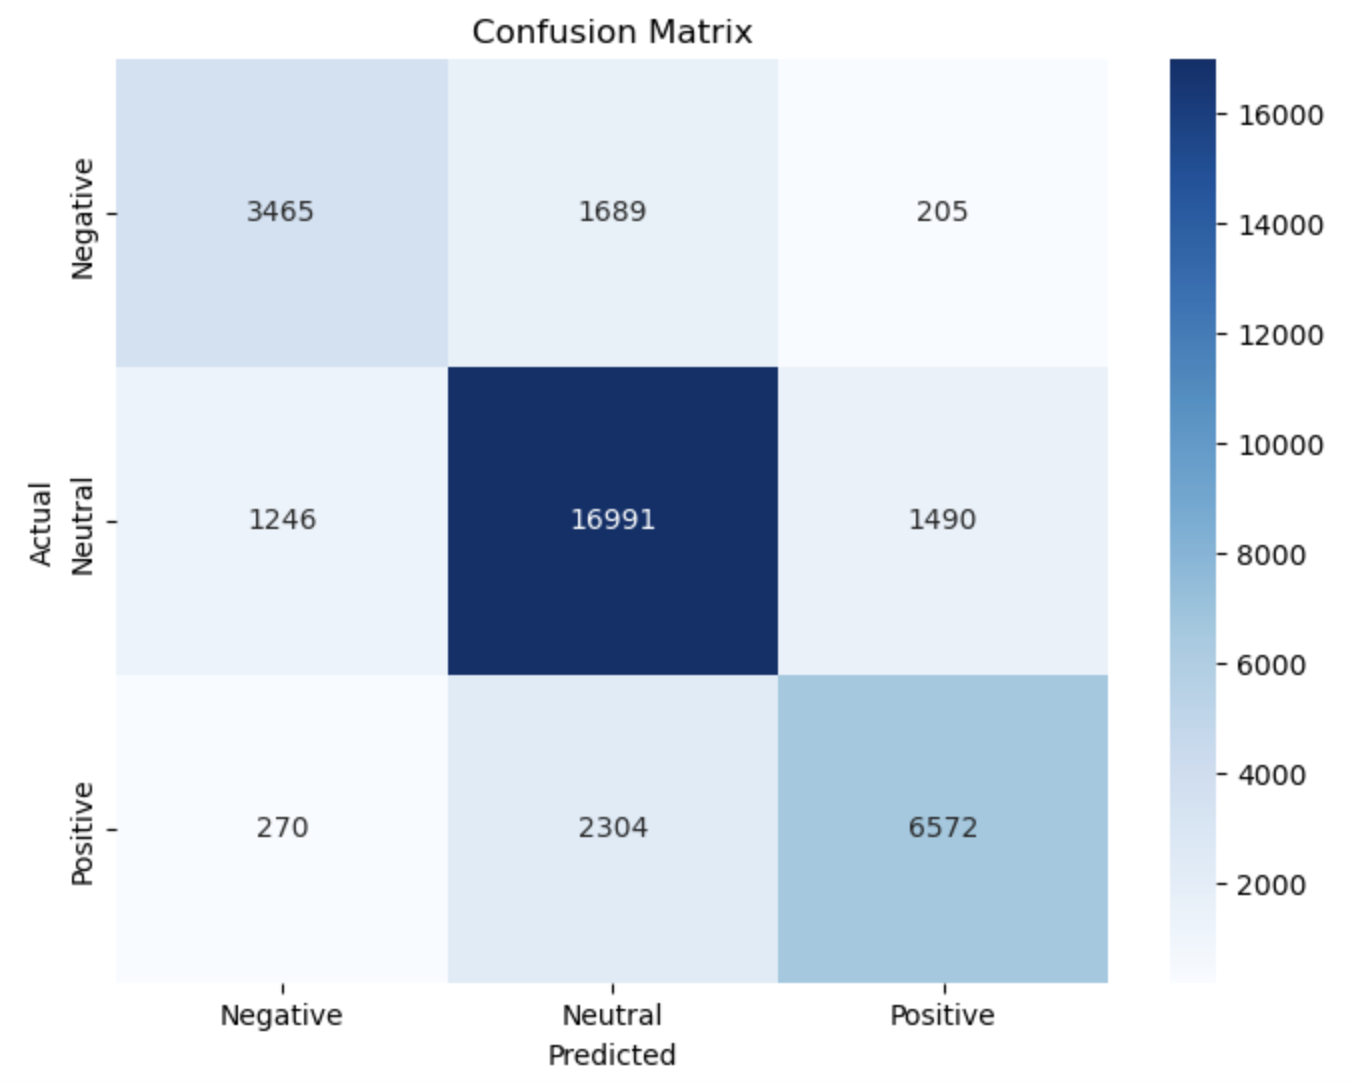 Confusion Matrix
Negative
3465
1689
205
Actual
Neutral
1246
16991
1490
Positive
270
2304
6572
Negative
Neutral
Positive
Predicted
16000
14000
12000
10000
8000
6000
4000
2000